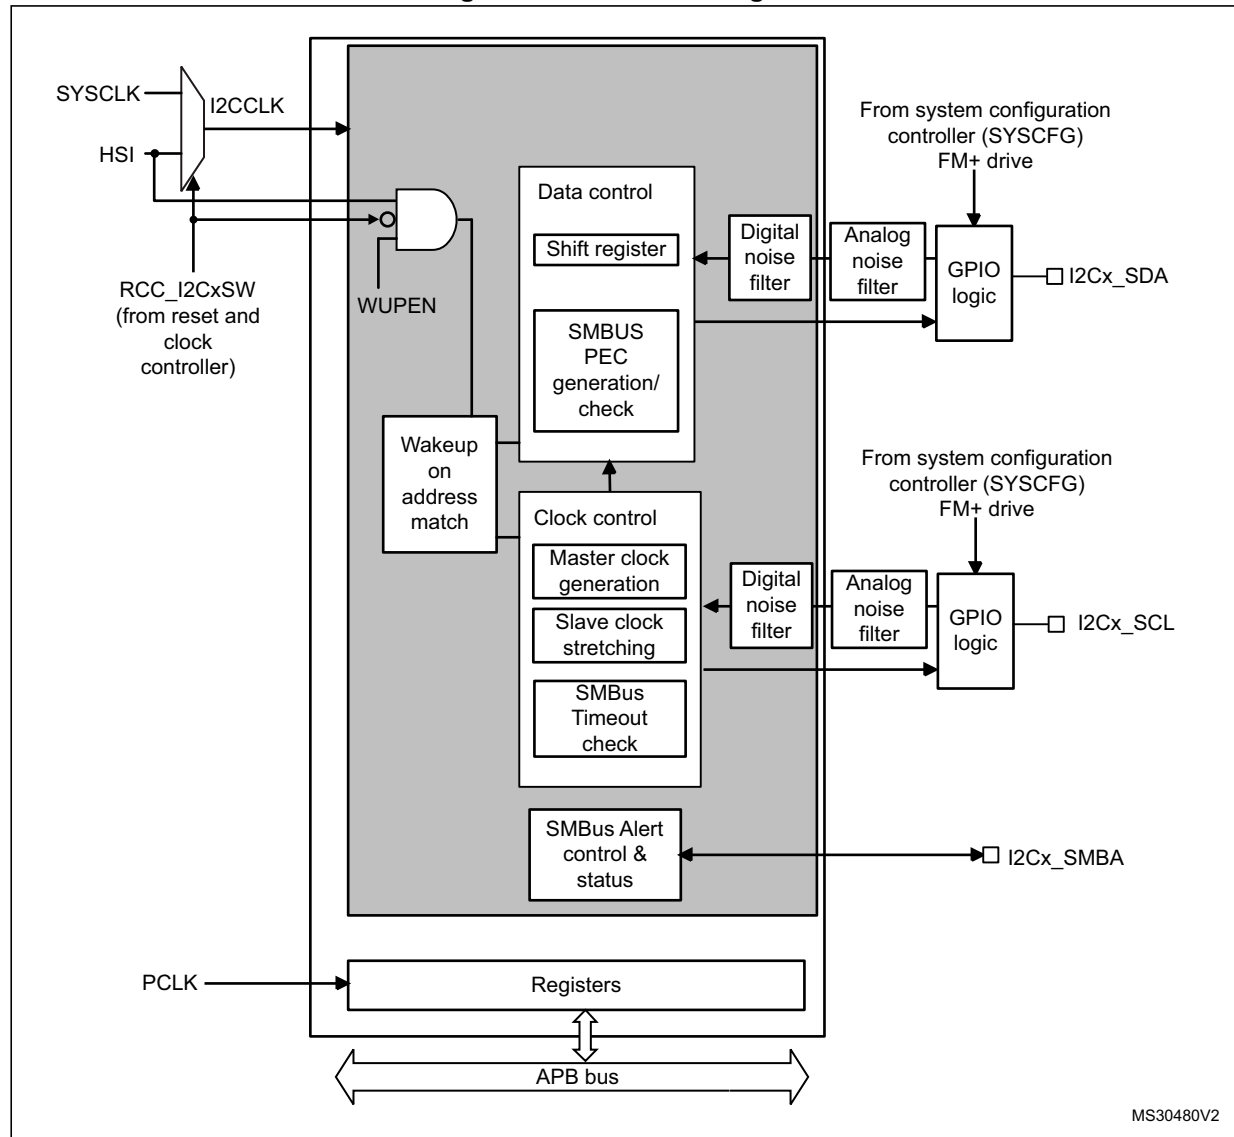 SYSCLK
I2CCLK
HSI
RCC_I2CxSW
(from reset and
clock
controller)
WUPEN
Wakeup
on
address
match
Data control
Shift register
SMBUS
PEC
generation/
check
Clock control
Master clock
generation
Slave clock
stretching
SMBus
Timeout
check
SMBus Alert
control &
status
Digital
noise
filter
Analog
noise
filter
From system configuration
controller (SYSCFG)
FM+ drive
GPIO
logic
I2Cx_SDA
From system configuration
controller (SYSCFG)
FM+ drive
Digital
noise
filter
Analog
noise
filter
GPIO
logic
I2Cx_SCL
I2Cx_SMBA
PCLK
Registers
APB bus
MS30480V2